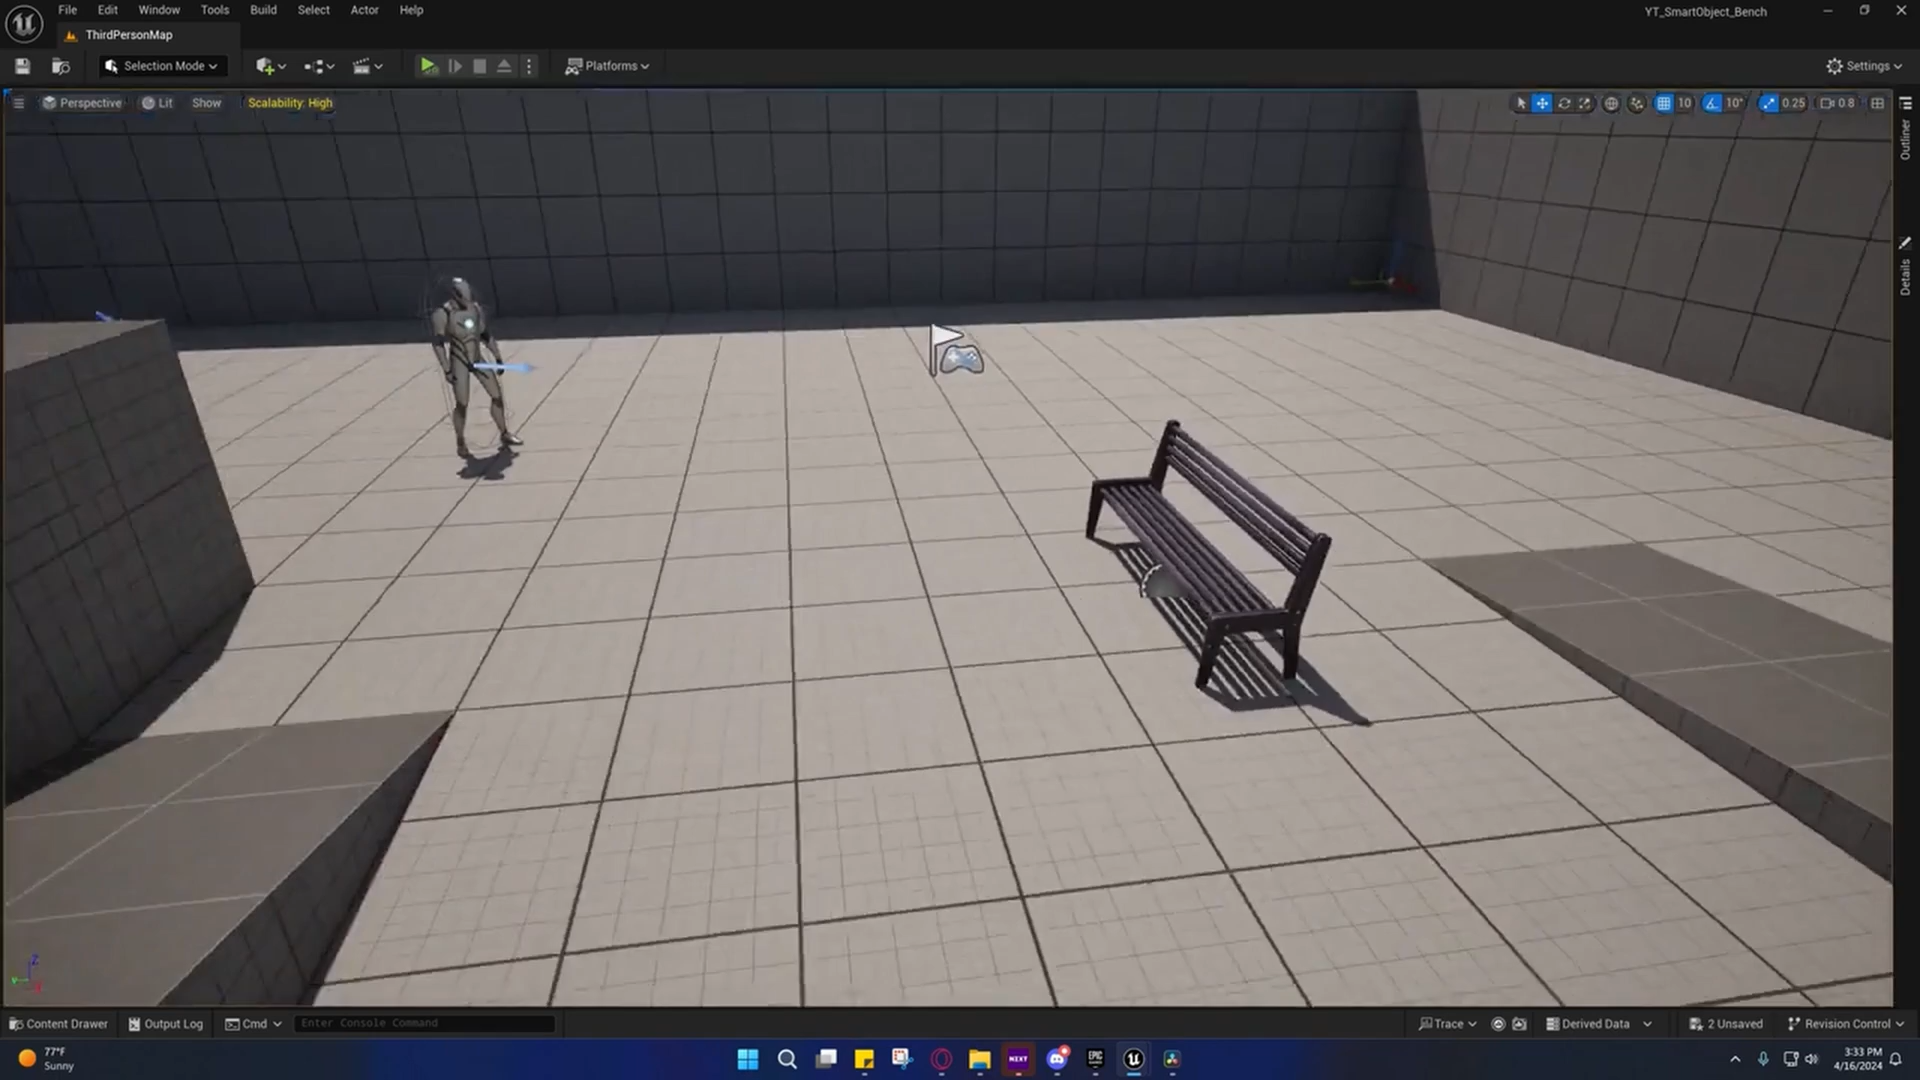 File Edit Window Tools Build Select Actor Help
YT_SmartObject_Bench
ThirdPersonMap
Selection Mode
Platforms
Settings
Perspective Lit Show Scalability: High
10 10° 0.25 0.8
Outliner
Details
Content Drawer Output Log Cmd Enter Console Command
Trace Derived Data 2 Unsaved Revision Control
77°F
Sunny
NEXT
EPIC
3:33 PM
4/16/2024